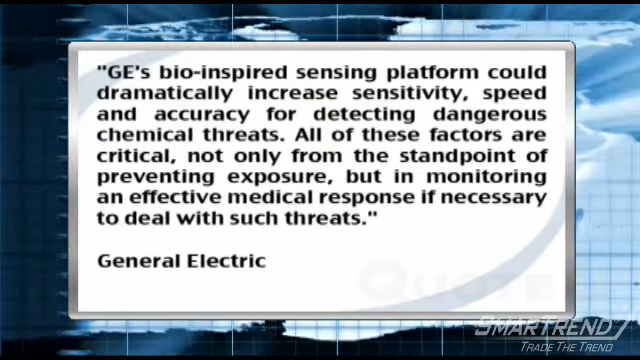 "GE's bio-inspired sensing platform could
dramatically increase sensitivity, speed
and accuracy for detecting dangerous
chemical threats. All of these factors are
critical, not only from the standpoint of
preventing exposure, but in monitoring
an effective medical response if necessary
to deal with such threats."
General Electric
QUOTE
SMARTREND7
TRADE THE TREND